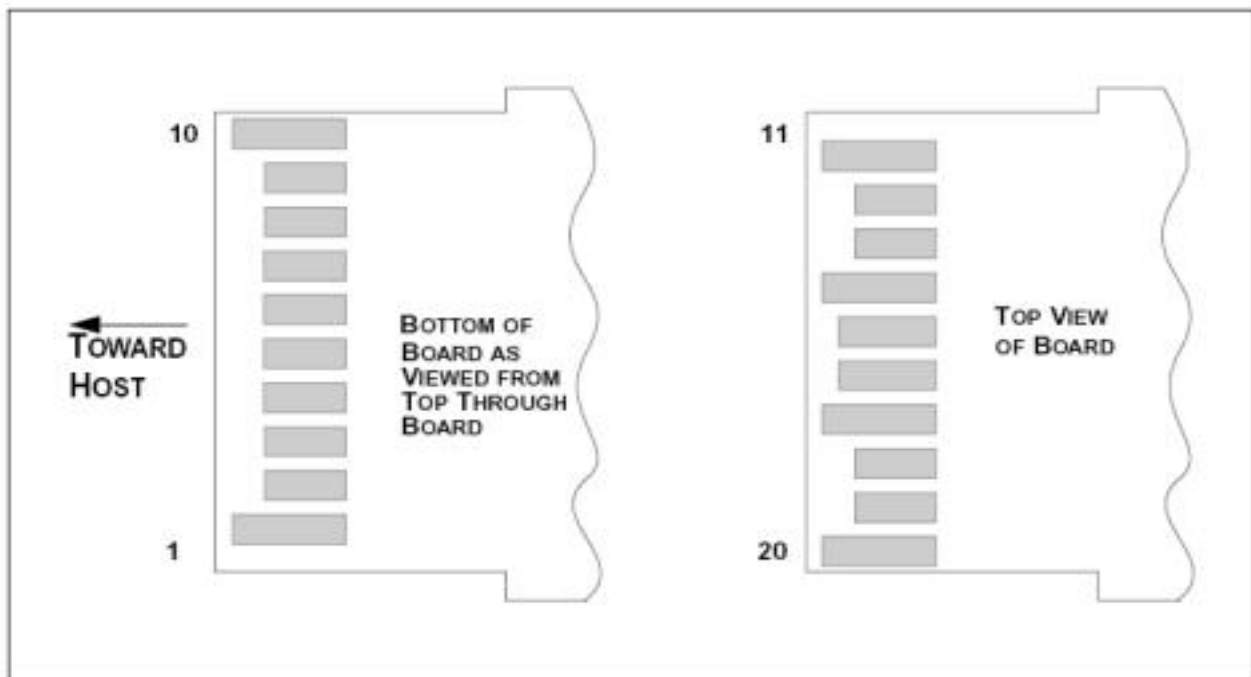 10
1
TOWARD
HOST
BOTTOM OF
BOARD AS
VIEWED FROM
TOP THROUGH
BOARD
11
20
TOP VIEW
OF BOARD